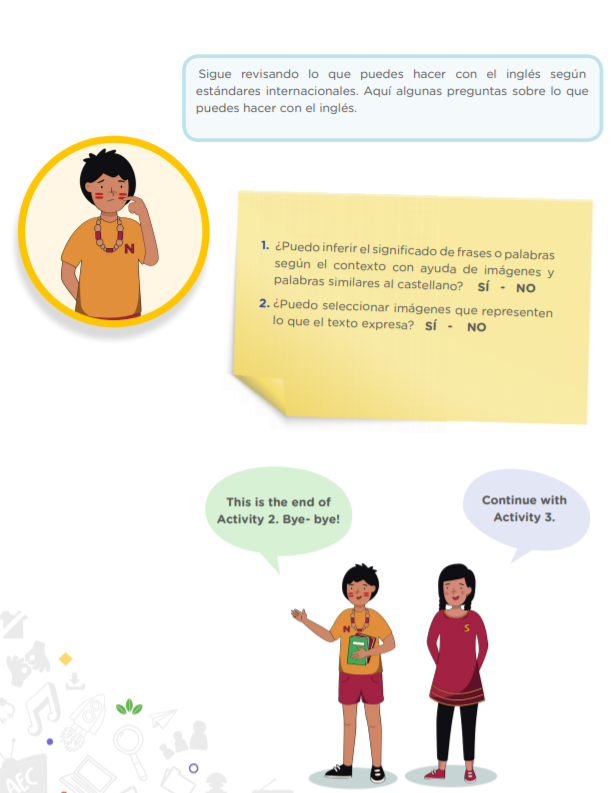 Sigue revisando lo que puedes hacer con el inglés según
estándares internacionales. Aquí algunas preguntas sobre lo que
puedes hacer con el inglés.
N
1. ¿Puedo inferir el significado de frases o palabras
según el contexto con ayuda de imágenes y
palabras similares al castellano? SÍ - NO
2. ¿Puedo seleccionar imágenes que representen
lo que el texto expresa? SÍ - NO
This is the end of
Activity 2. Bye- bye!
Continue with
Activity 3.
N
S
AEC